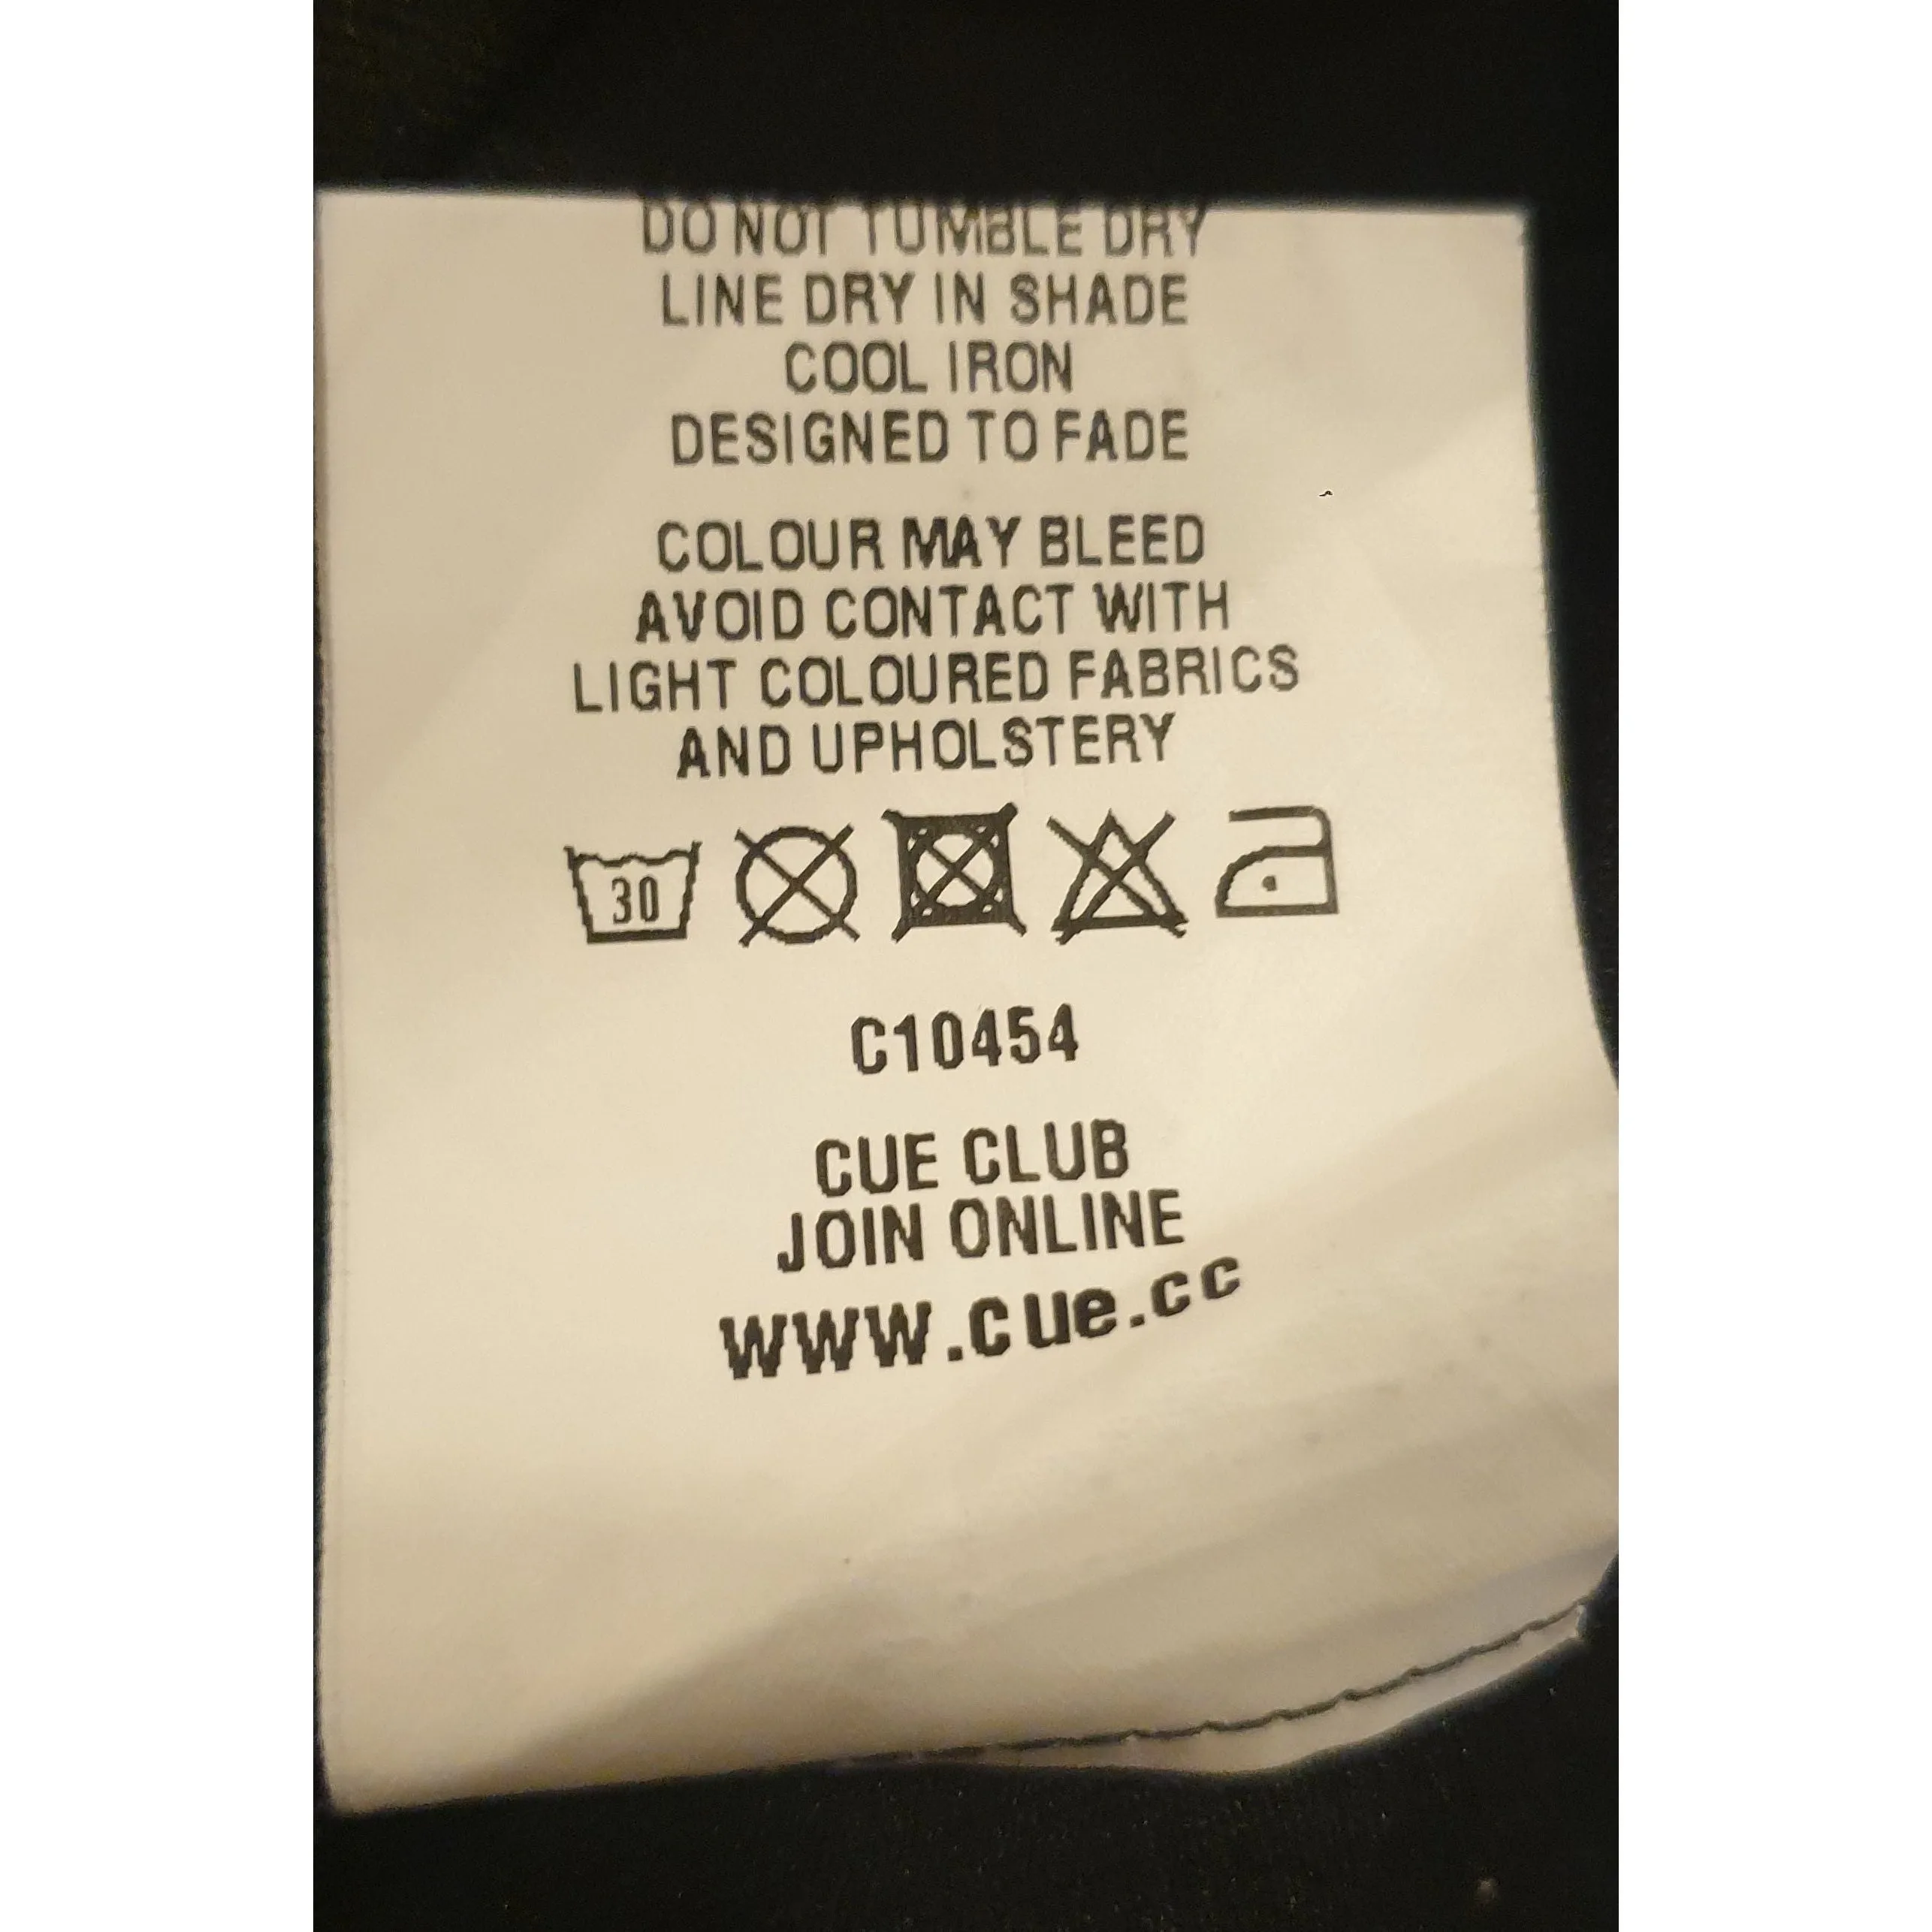 DO NOT TUMBLE DRY
LINE DRY IN SHADE
COOL IRON
DESIGNED TO FADE
COLOUR MAY BLEED
AVOID CONTACT WITH
LIGHT COLOURED FABRICS
AND UPHOLSTERY
30
C10454
CUE CLUB
JOIN ONLINE
www.cue.cc